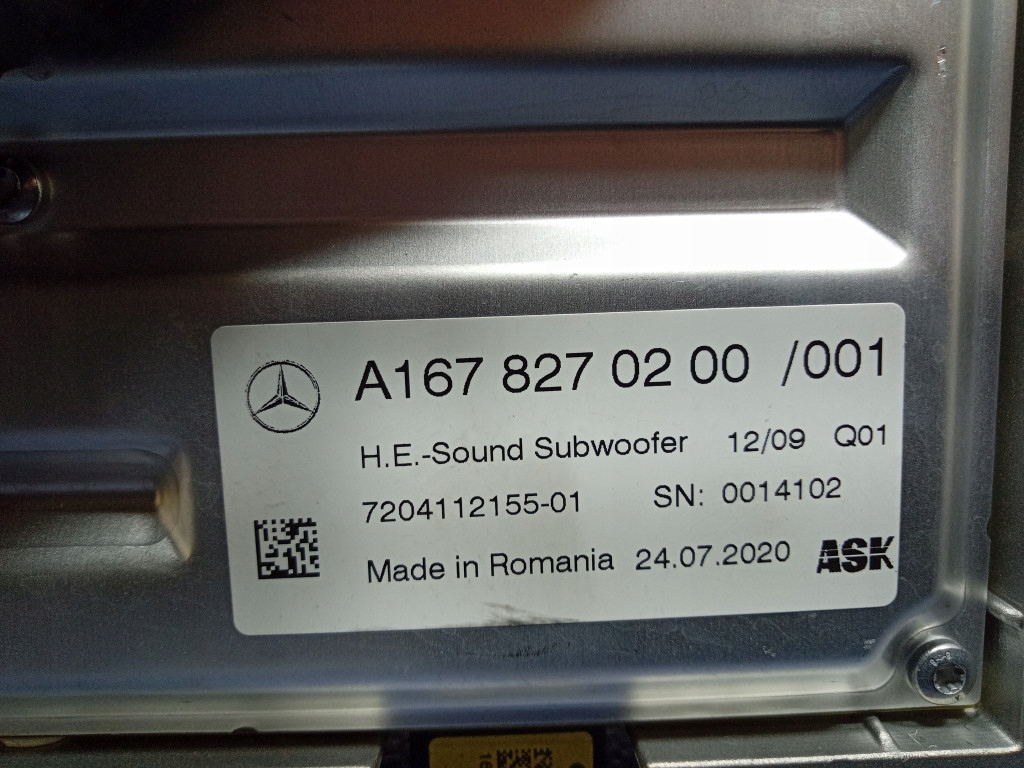 A167 827 02 00 /001
H.E.-Sound Subwoofer 12/09 Q01
7204112155-01 SN: 0014102
Made in Romania 24.07.2020 ASK